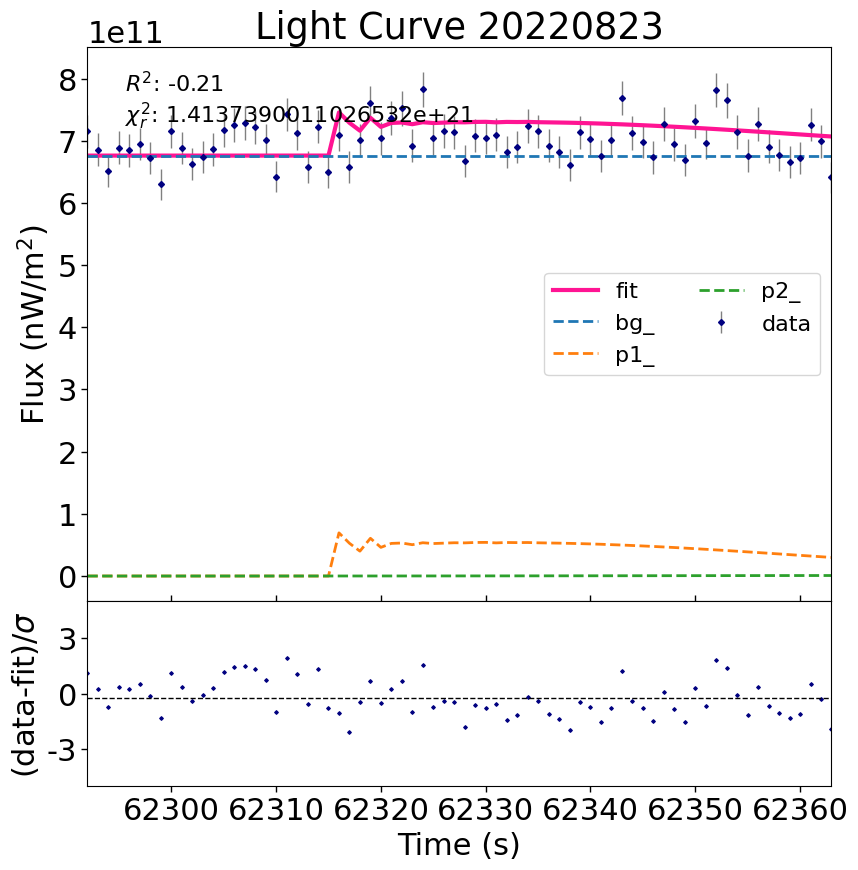 Light Curve 20220823
1e11
R²: -0.21
χ²ᵣ: 1.4137390011026532e+21
8
7
6
5
4
3
2
1
0
Flux (nW/m²)
fit
bg_
p1_
p2_
data
3
0
-3
(data-fit)/σ
62300 62310 62320 62330 62340 62350 62360
Time (s)